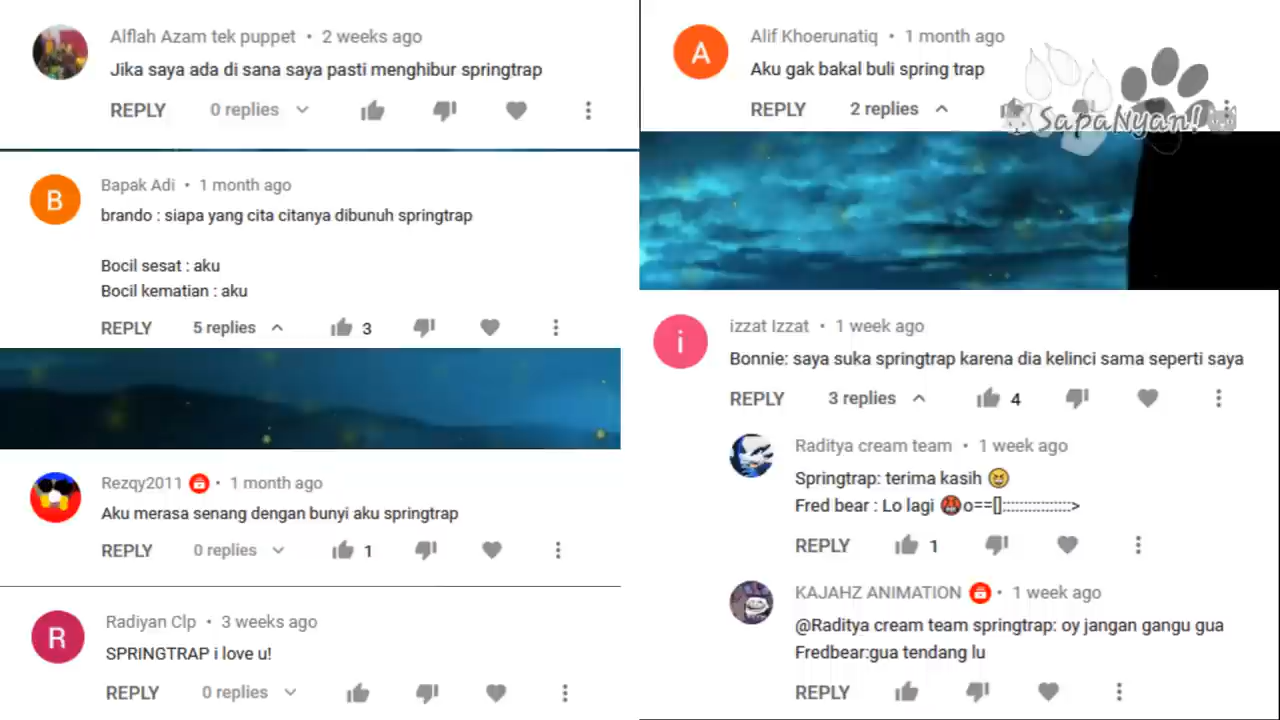 Alflah Azam tek puppet • 2 weeks ago
Jika saya ada di sana saya pasti menghibur springtrap
REPLY 0 replies
B
Bapak Adi • 1 month ago
brando : siapa yang cita citanya dibunuh springtrap
Bocil sesat : aku
Bocil kematian : aku
REPLY 5 replies 3
Rezqy2011 • 1 month ago
Aku merasa senang dengan bunyi aku springtrap
REPLY 0 replies 1
R
Radiyan Clp • 3 weeks ago
SPRINGTRAP i love u!
REPLY 0 replies
A
Alif Khoerunatiq • 1 month ago
Aku gak bakal buli spring trap
REPLY 2 replies
SapaNyan!
i
izzat Izzat • 1 week ago
Bonnie: saya suka springtrap karena dia kelinci sama seperti saya
REPLY 3 replies 4
Raditya cream team • 1 week ago
Springtrap: terima kasih 😆
Fred bear : Lo lagi 🤬o==[]::::::::::::::::>
REPLY 1
KAJAHZ ANIMATION • 1 week ago
@Raditya cream team springtrap: oy jangan gangu gua
Fredbear:gua tendang lu
REPLY